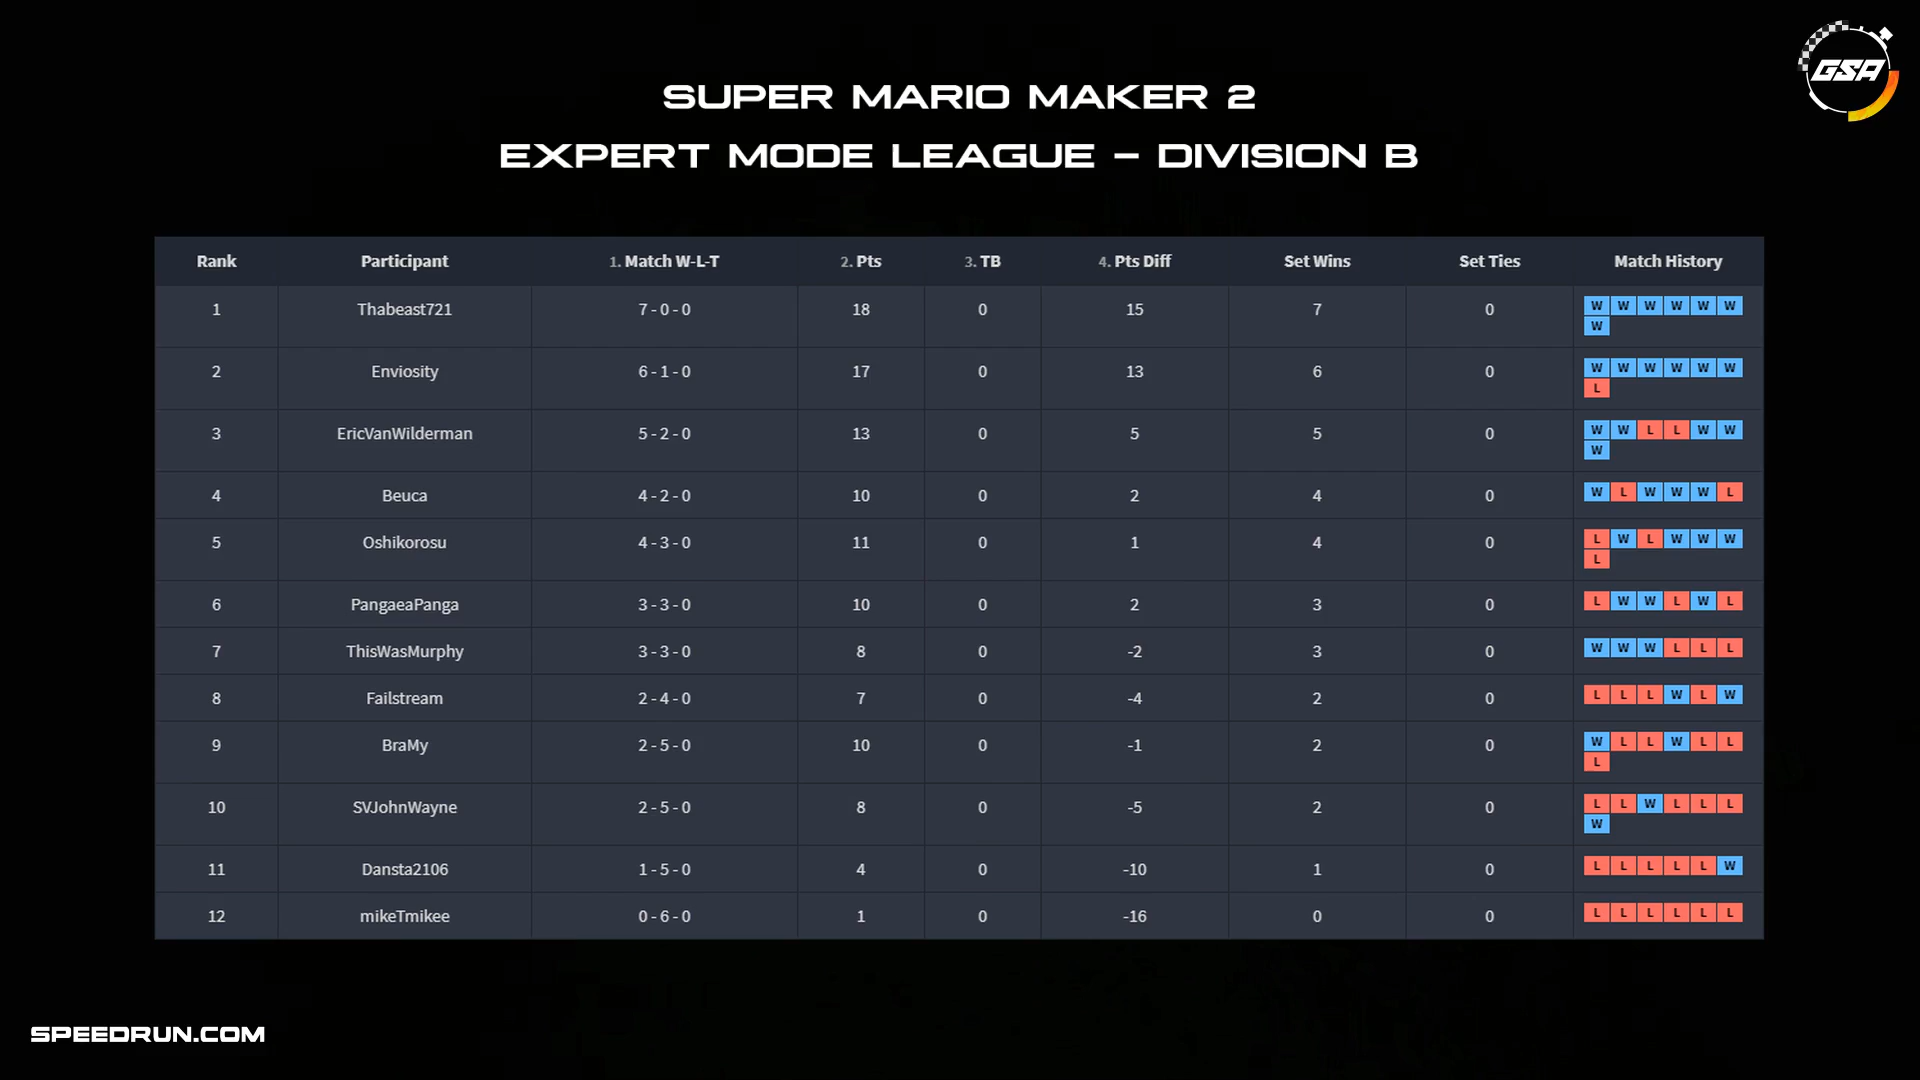 GSA
SUPER MARIO MAKER 2
EXPERT MODE LEAGUE - DIVISION B
Rank Participant 1. Match W-L-T 2. Pts 3. TB 4. Pts Diff Set Wins Set Ties Match History
1 Thabeast721 7 - 0 - 0 18 0 15 7 0 W W W W W W
W
2 Enviosity 6 - 1 - 0 17 0 13 6 0 W W W W W W
L
3 EricVanWilderman 5 - 2 - 0 13 0 5 5 0 W W L L W W
W
4 Beuca 4 - 2 - 0 10 0 2 4 0 W L W W W L
5 Oshikorosu 4 - 3 - 0 11 0 1 4 0 L W L W W W
L
6 PangaeaPanga 3 - 3 - 0 10 0 2 3 0 L W W L W L
7 ThisWasMurphy 3 - 3 - 0 8 0 -2 3 0 W W W L L L
8 Failstream 2 - 4 - 0 7 0 -4 2 0 L L L W L W
9 BraMy 2 - 5 - 0 10 0 -1 2 0 W L L W L L
L
10 SVJohnWayne 2 - 5 - 0 8 0 -5 2 0 L L W L L L
W
11 Dansta2106 1 - 5 - 0 4 0 -10 1 0 L L L L L W
12 mikeTmikee 0 - 6 - 0 1 0 -16 0 0 L L L L L L
SPEEDRUN.COM